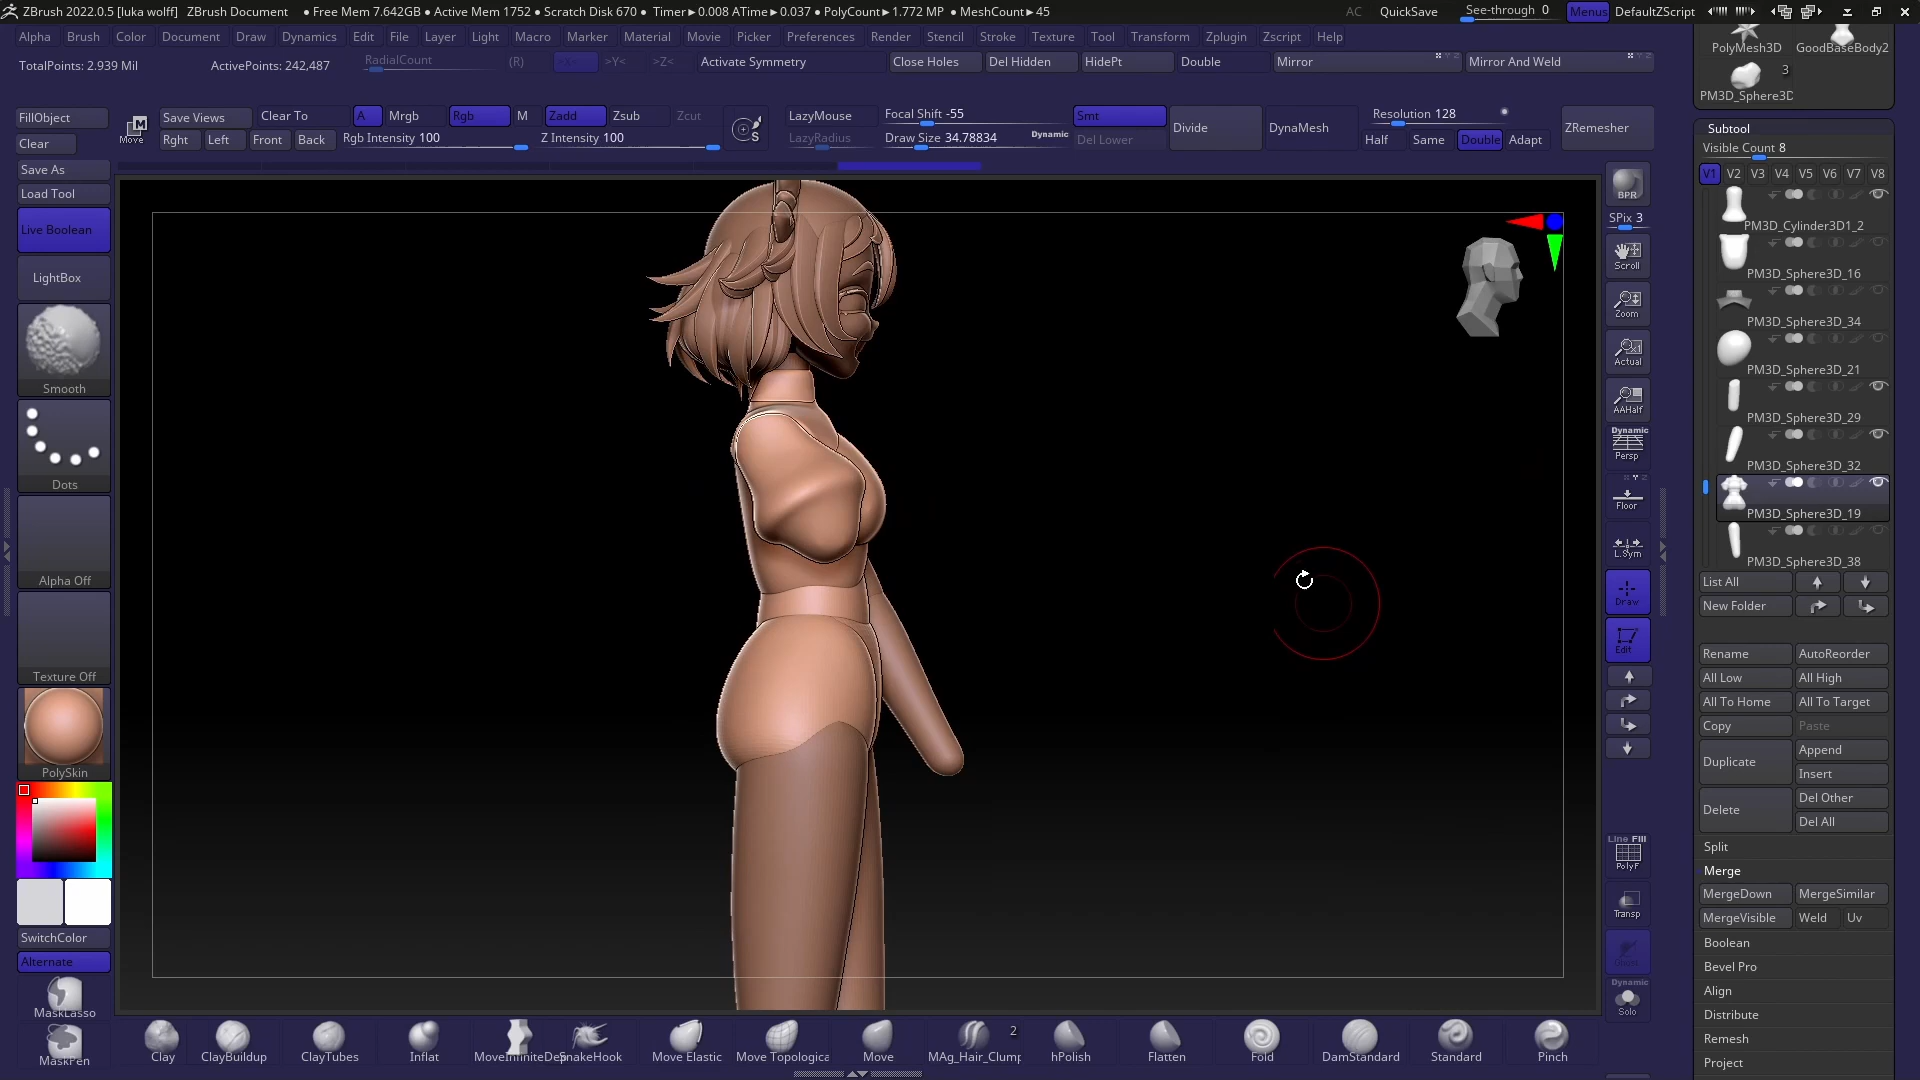 ZBrush 2022.0.5 [luka wolff] ZBrush Document ● Free Mem 7.642GB ● Active Mem 1752 ● Scratch Disk 670 ● Timer▸0.008 ATime▸0.037 ● PolyCount▸1.772 MP ● MeshCount▸45 AC QuickSave See-through 0 Menus DefaultZScript
Alpha Brush Color Document Draw Dynamics Edit File Layer Light Macro Marker Material Movie Picker Preferences Render Stencil Stroke Texture Tool Transform Zplugin Zscript Help
TotalPoints: 2.939 Mil ActivePoints: 242,487 RadialCount (R) >X< >Y< >Z< Activate Symmetry Close Holes Del Hidden HidePt Double Mirror Mirror And Weld
PolyMesh3D GoodBaseBody2
3
PM3D_Sphere3D
FillObject Save Views Clear To A Mrgb Rgb M Zadd Zsub Zcut LazyMouse Focal Shift -55 Smt Divide DynaMesh Resolution 128 ZRemesher
Clear Move Rght Left Front Back Rgb Intensity 100 Z Intensity 100 S LazyRadius Draw Size 34.78834 Dynamic Del Lower Half Same Double Adapt
Save As
Load Tool
Live Boolean
LightBox
Smooth
Dots
Alpha Off
Texture Off
PolySkin
SwitchColor
Alternate
MaskLasso
MaskPen
BPR
SPix 3
Scroll
Zoom
Actual
AAHalf
Dynamic
Persp
Floor
L.Sym
Draw
Edit
Line Fill
PolyF
Transp
Dynamic
Solo
Subtool
Visible Count 8
V1 V2 V3 V4 V5 V6 V7 V8
PM3D_Cylinder3D1_2
PM3D_Sphere3D_16
PM3D_Sphere3D_34
PM3D_Sphere3D_21
PM3D_Sphere3D_29
PM3D_Sphere3D_32
PM3D_Sphere3D_19
PM3D_Sphere3D_38
List All
New Folder
Rename AutoReorder
All Low All High
All To Home All To Target
Copy Paste
Duplicate Append
Insert
Delete Del Other
Del All
Split
Merge
MergeDown MergeSimilar
MergeVisible Weld Uv
Boolean
Bevel Pro
Align
Distribute
Remesh
Project
2
Clay ClayBuildup ClayTubes Inflat MoveInfiniteDep SnakeHook Move Elastic Move Topologica Move MAg_Hair_Clump hPolish Flatten Fold DamStandard Standard Pinch